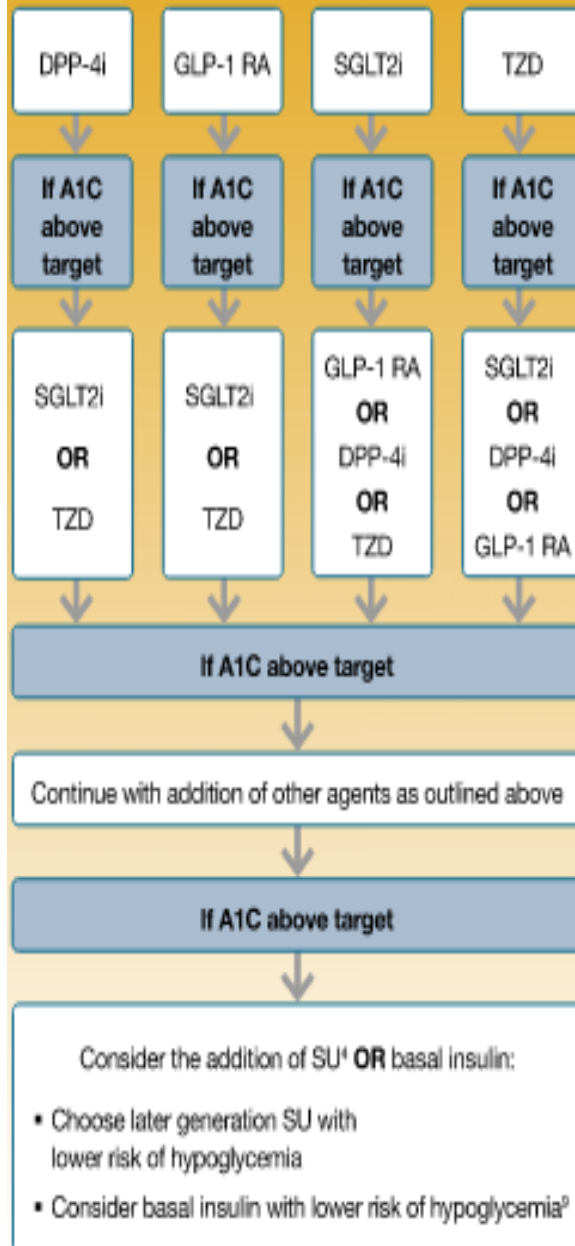 DPP-4i
GLP-1 RA
SGLT2i
TZD
If A1C
above
target
If A1C
above
target
If A1C
above
target
If A1C
above
target
SGLT2i
OR
TZD
SGLT2i
OR
TZD
GLP-1 RA
OR
DPP-4i
OR
TZD
SGLT2i
OR
DPP-4i
OR
GLP-1 RA
If A1C above target
Continue with addition of other agents as outlined above
If A1C above target
Consider the addition of SU⁴ OR basal insulin:
▪ Choose later generation SU with
lower risk of hypoglycemia
▪ Consider basal insulin with lower risk of hypoglycemia⁹